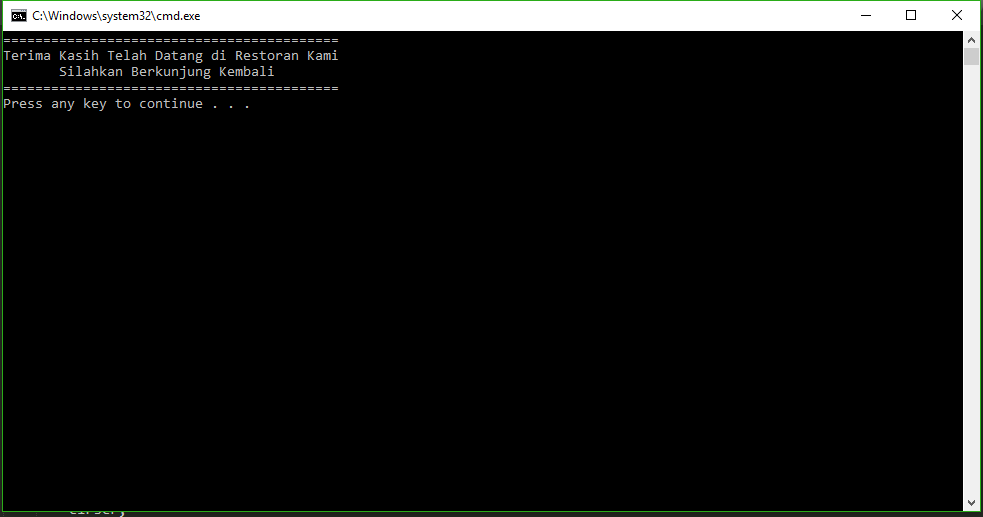 C:\Windows\system32\cmd.exe
==========================================
Terima Kasih Telah Datang di Restoran Kami
Silahkan Berkunjung Kembali
==========================================
Press any key to continue . . .